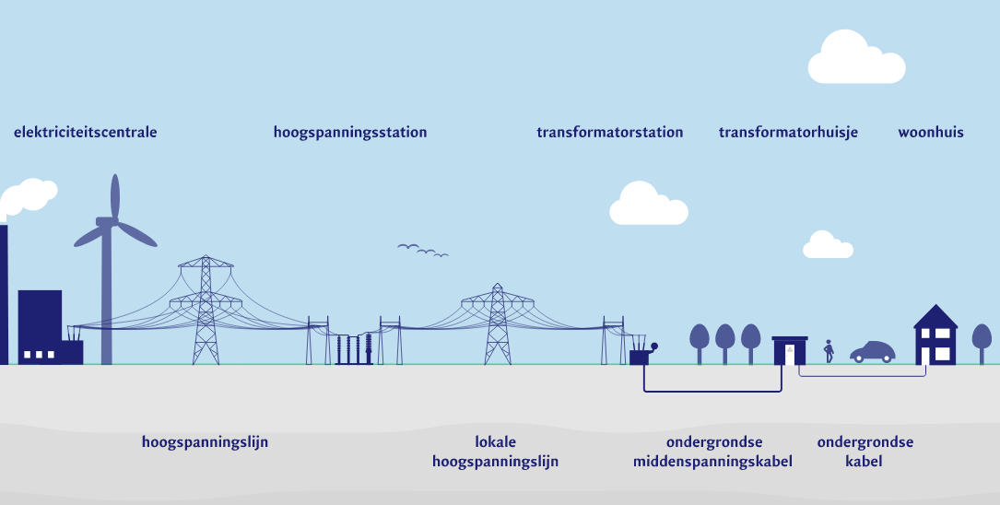 elektriciteitscentrale
hoogspanningsstation
transformatorstation
transformatorhuisje
woonhuis
hoogspanningslijn
lokale
hoogspanningslijn
ondergrondse
middenspanningskabel
ondergrondse
kabel